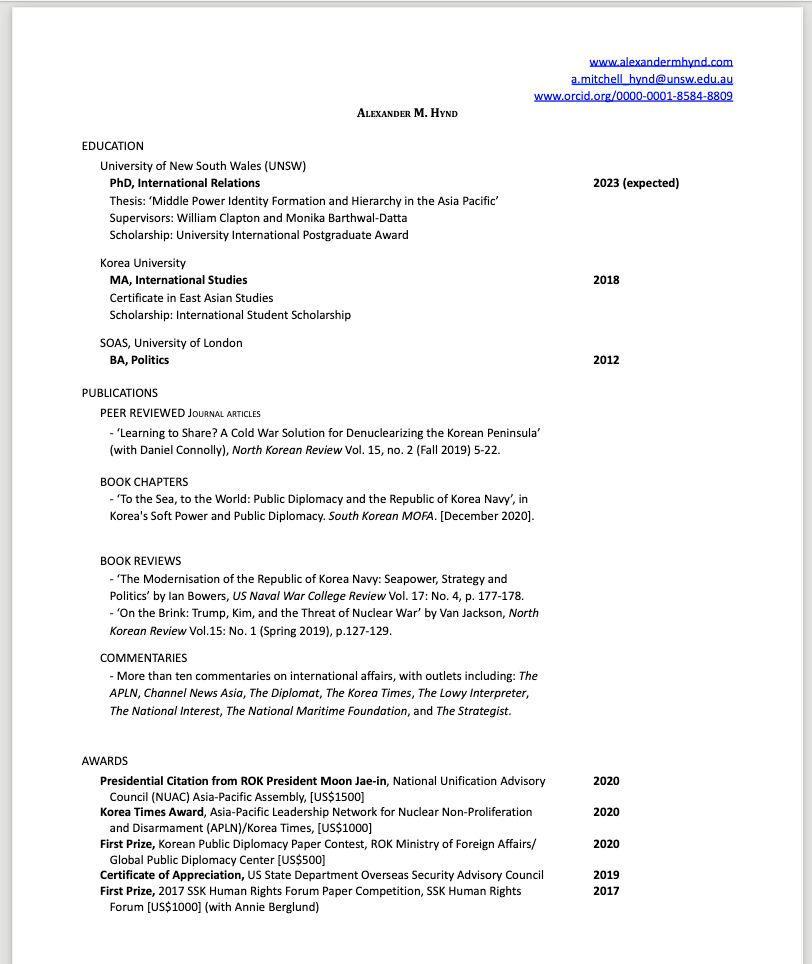 www.alexandermhynd.com
a.mitchell_hynd@unsw.edu.au
www.orcid.org/0000-0001-8584-8809
Alexander M. Hynd
EDUCATION
University of New South Wales (UNSW)
PhD, International Relations 2023 (expected)
Thesis: ‘Middle Power Identity Formation and Hierarchy in the Asia Pacific’
Supervisors: William Clapton and Monika Barthwal-Datta
Scholarship: University International Postgraduate Award
Korea University
MA, International Studies 2018
Certificate in East Asian Studies
Scholarship: International Student Scholarship
SOAS, University of London
BA, Politics 2012
PUBLICATIONS
PEER REVIEWED Journal articles
- ‘Learning to Share? A Cold War Solution for Denuclearizing the Korean Peninsula’
(with Daniel Connolly), North Korean Review Vol. 15, no. 2 (Fall 2019) 5-22.
BOOK CHAPTERS
- ‘To the Sea, to the World: Public Diplomacy and the Republic of Korea Navy’, in
Korea's Soft Power and Public Diplomacy. South Korean MOFA. [December 2020].
BOOK REVIEWS
- ‘The Modernisation of the Republic of Korea Navy: Seapower, Strategy and
Politics’ by Ian Bowers, US Naval War College Review Vol. 17: No. 4, p. 177-178.
- ‘On the Brink: Trump, Kim, and the Threat of Nuclear War’ by Van Jackson, North
Korean Review Vol.15: No. 1 (Spring 2019), p.127-129.
COMMENTARIES
- More than ten commentaries on international affairs, with outlets including: The
APLN, Channel News Asia, The Diplomat, The Korea Times, The Lowy Interpreter,
The National Interest, The National Maritime Foundation, and The Strategist.
AWARDS
Presidential Citation from ROK President Moon Jae-in, National Unification Advisory 2020
Council (NUAC) Asia-Pacific Assembly, [US$1500]
Korea Times Award, Asia-Pacific Leadership Network for Nuclear Non-Proliferation 2020
and Disarmament (APLN)/Korea Times, [US$1000]
First Prize, Korean Public Diplomacy Paper Contest, ROK Ministry of Foreign Affairs/ 2020
Global Public Diplomacy Center [US$500]
Certificate of Appreciation, US State Department Overseas Security Advisory Council 2019
First Prize, 2017 SSK Human Rights Forum Paper Competition, SSK Human Rights 2017
Forum [US$1000] (with Annie Berglund)